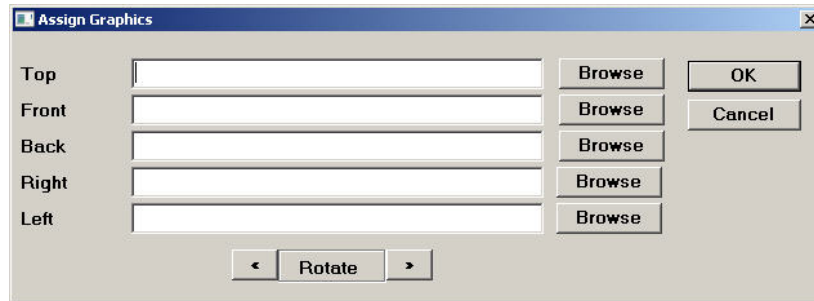 Assign Graphics
Top Browse OK
Front Browse Cancel
Back Browse
Right Browse
Left Browse
< Rotate >